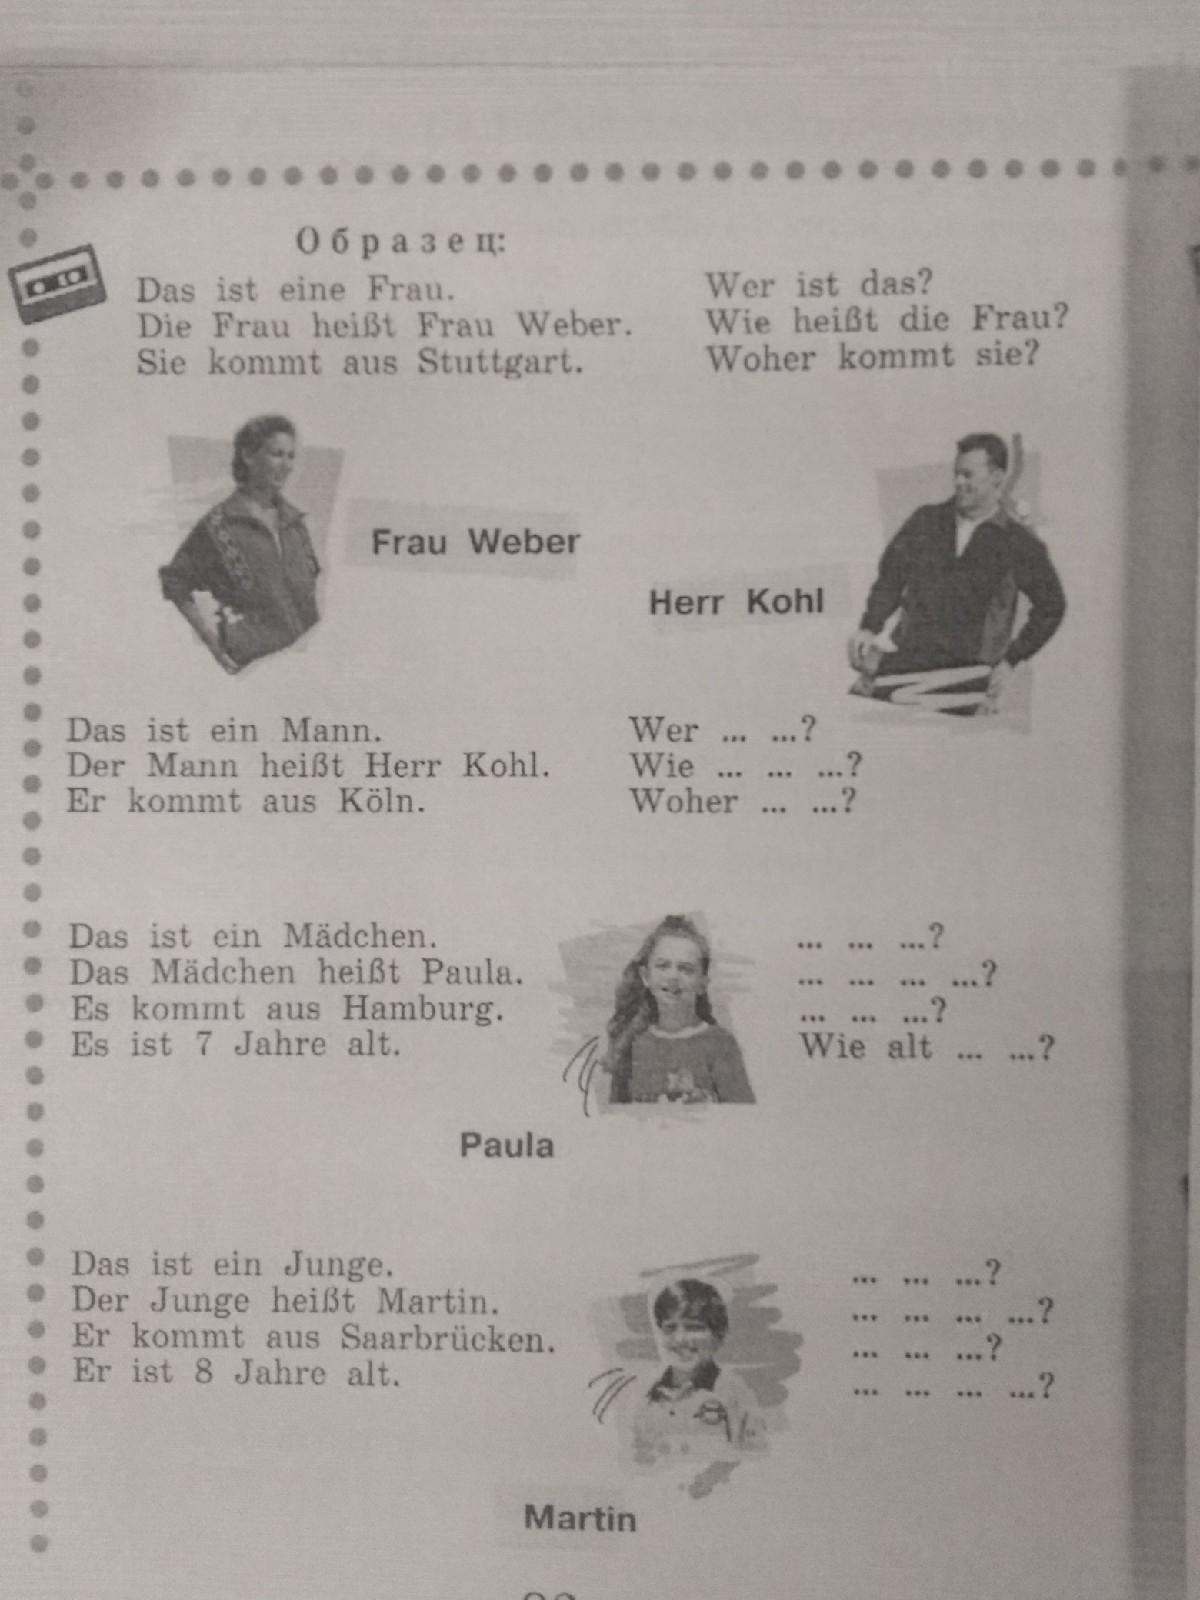 Образец:
Das ist eine Frau.
Die Frau heißt Frau Weber.
Sie kommt aus Stuttgart.
Wer ist das?
Wie heißt die Frau?
Woher kommt sie?
Frau Weber
Herr Kohl
Das ist ein Mann.
Der Mann heißt Herr Kohl.
Er kommt aus Köln.
Wer ... ...?
Wie ... ... ...?
Woher ... ...?
Das ist ein Mädchen.
Das Mädchen heißt Paula.
Es kommt aus Hamburg.
Es ist 7 Jahre alt.
... ... ...?
... ... ... ...?
... ... ...?
Wie alt ... ...?
Paula
Das ist ein Junge.
Der Junge heißt Martin.
Er kommt aus Saarbrücken.
Er ist 8 Jahre alt.
... ... ...?
... ... ... ...?
... ... ...?
... ... ... ...?
Martin